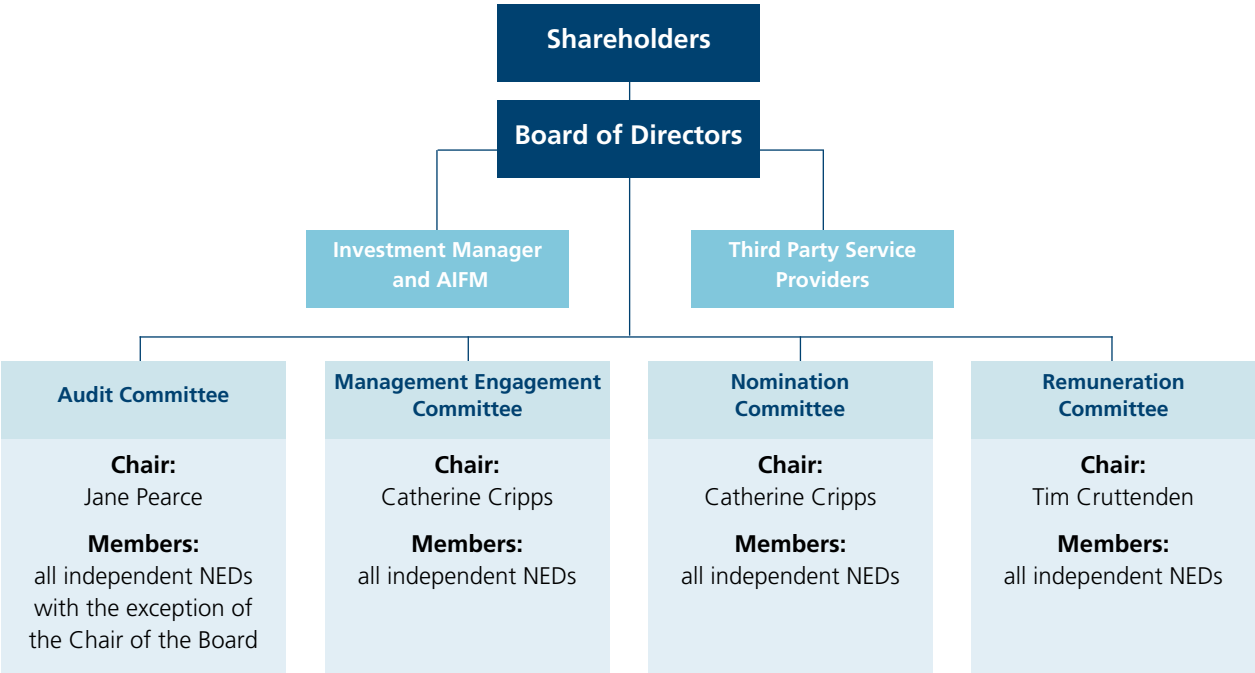 Shareholders
Board of Directors
Investment Manager
and AIFM
Third Party Service
Providers
Audit Committee
Chair:
Jane Pearce
Members:
all independent NEDs
with the exception of
the Chair of the Board
Management Engagement
Committee
Chair:
Catherine Cripps
Members:
all independent NEDs
Nomination
Committee
Chair:
Catherine Cripps
Members:
all independent NEDs
Remuneration
Committee
Chair:
Tim Cruttenden
Members:
all independent NEDs